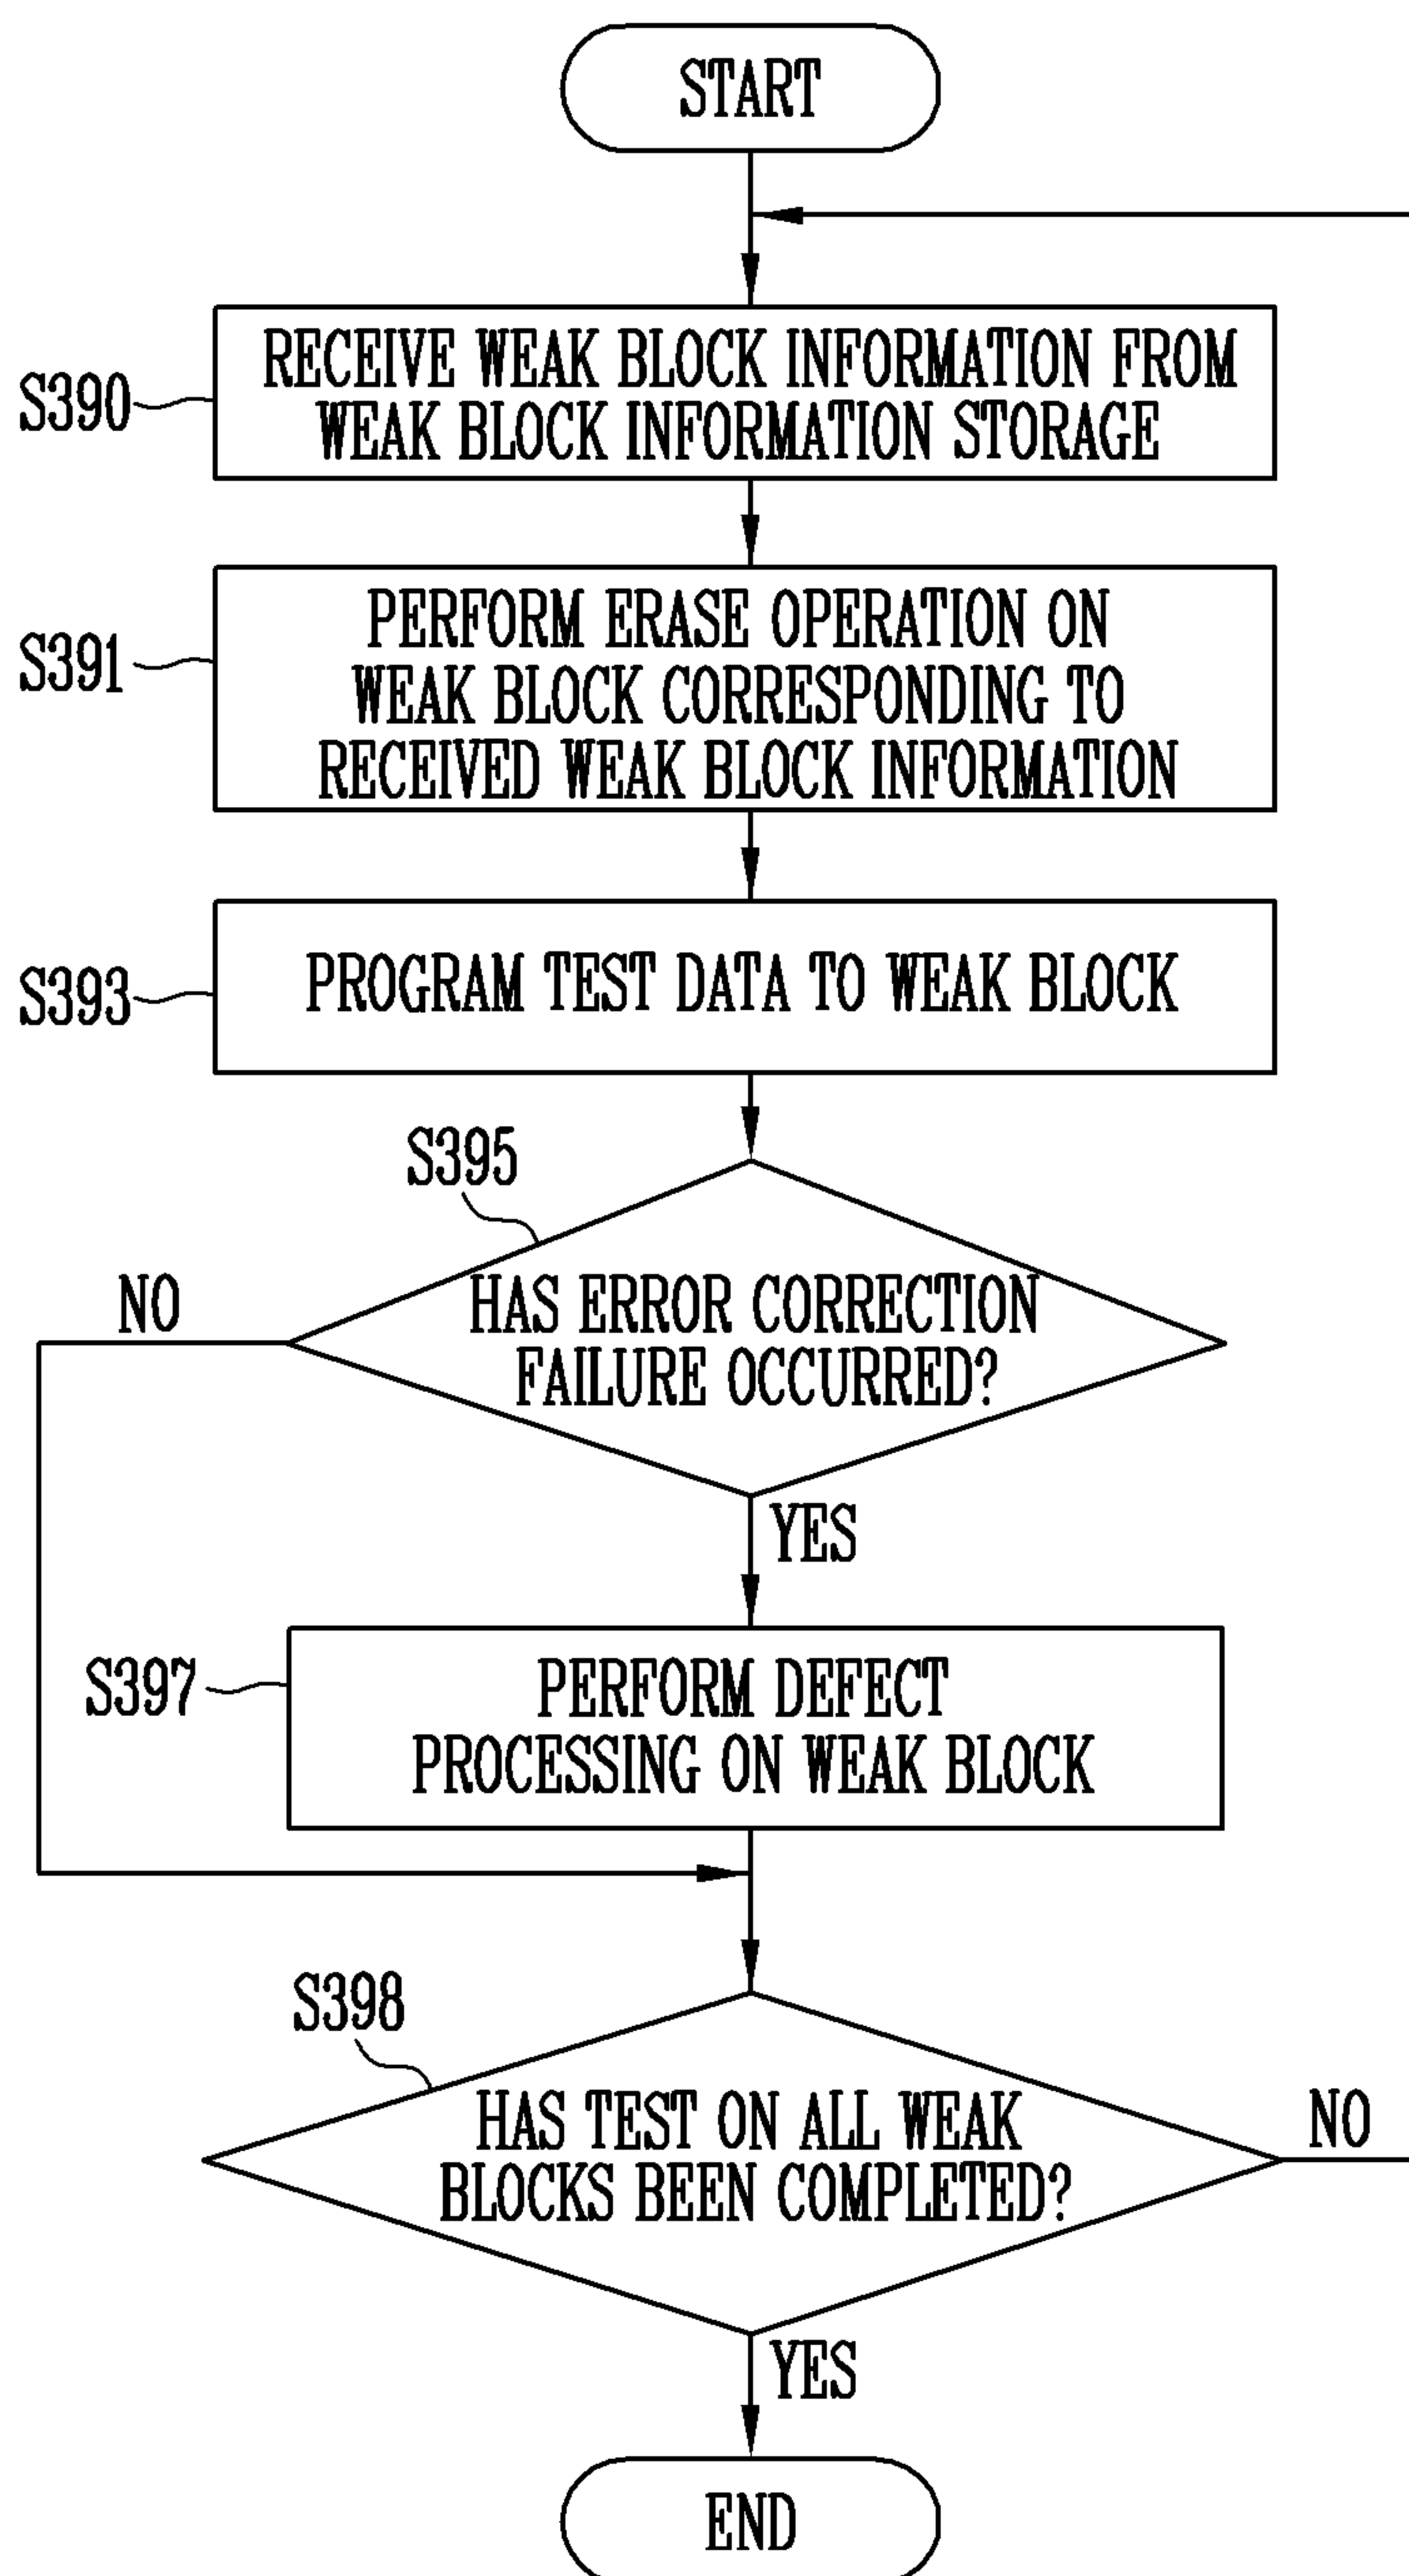 START
S390
RECEIVE WEAK BLOCK INFORMATION FROM
WEAK BLOCK INFORMATION STORAGE
S391
PERFORM ERASE OPERATION ON
WEAK BLOCK CORRESPONDING TO
RECEIVED WEAK BLOCK INFORMATION
S393
PROGRAM TEST DATA TO WEAK BLOCK
S395
NO
HAS ERROR CORRECTION
FAILURE OCCURRED?
YES
S397
PERFORM DEFECT
PROCESSING ON WEAK BLOCK
S398
HAS TEST ON ALL WEAK
BLOCKS BEEN COMPLETED?
NO
YES
END